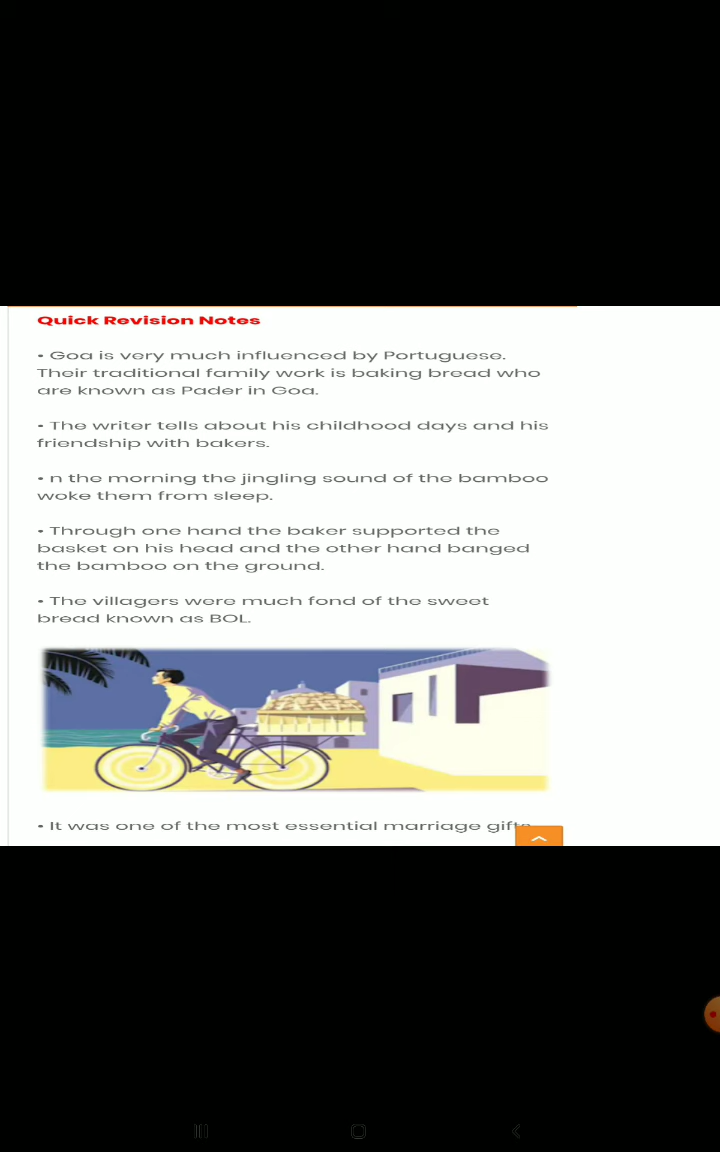 Quick Revision Notes
• Goa is very much influenced by Portuguese.
Their traditional family work is baking bread who
are known as Pader in Goa.
• The writer tells about his childhood days and his
friendship with bakers.
• n the morning the jingling sound of the bamboo
woke them from sleep.
• Through one hand the baker supported the
basket on his head and the other hand banged
the bamboo on the ground.
• The villagers were much fond of the sweet
bread known as BOL.
• It was one of the most essential marriage gifts